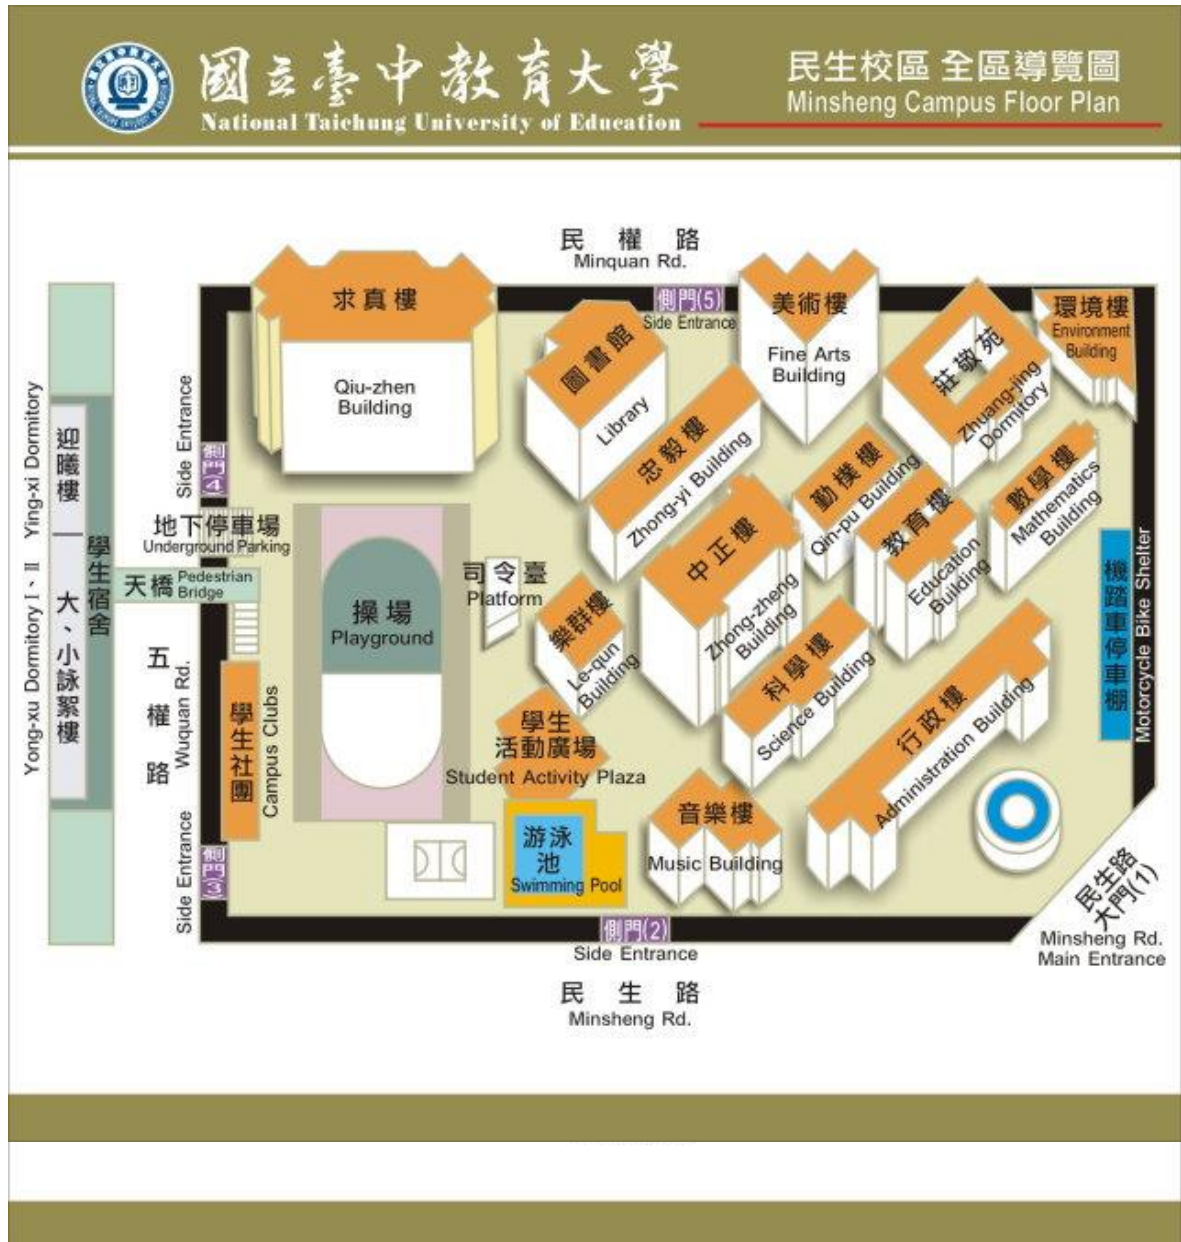 國立臺中教育大學
National Taichung University of Education
民生校區 全區導覽圖
Minsheng Campus Floor Plan
民權路
Minquan Rd.
側門(5)
Side Entrance
求真樓
Qiu-zhen
Building
圖書館
Library
美術樓
Fine Arts
Building
莊敬苑
Zhuang-jing
Dormitory
環境樓
Environment
Building
忠毅樓
Zhong-yi Building
勤樸樓
Qin-pu Building
教育樓
Education
Building
數學樓
Mathematics
Building
中正樓
Zhong-zheng
Building
機踏車停車棚
Motorcycle Bike Shelter
Side Entrance
側門(4)
地下停車場
Underground Parking
天橋
Pedestrian
Bridge
Ying-xi Dormitory
迎曦樓
Yong-xu Dormitory I、II
大、小詠絮樓
學生宿舍
五權路
Wuquan Rd.
學生社團
Campus Clubs
操場
Playground
司令臺
Platform
樂群樓
Le-qun
Building
科學樓
Science Building
行政樓
Administration Building
學生
活動廣場
Student Activity Plaza
音樂樓
Music Building
游泳
池
Swimming Pool
Side Entrance
側門(3)
側門(2)
Side Entrance
民生路
大門(1)
Minsheng Rd.
Main Entrance
民生路
Minsheng Rd.